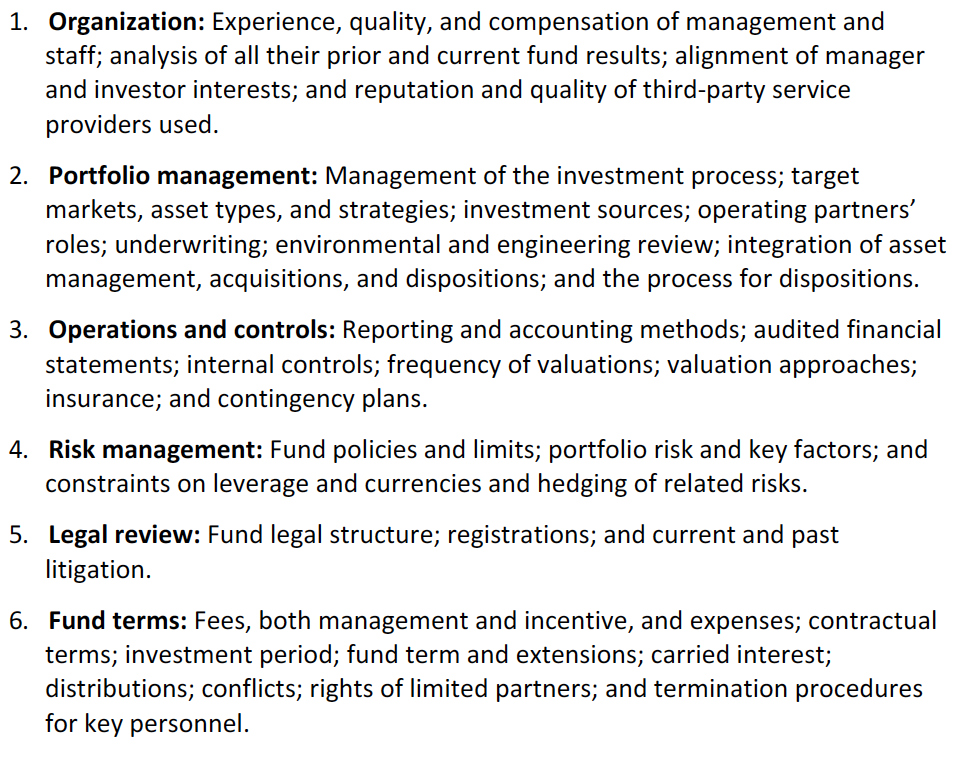 1. Organization: Experience, quality, and compensation of management and
staff; analysis of all their prior and current fund results; alignment of manager
and investor interests; and reputation and quality of third-party service
providers used.
2. Portfolio management: Management of the investment process; target
markets, asset types, and strategies; investment sources; operating partners’
roles; underwriting; environmental and engineering review; integration of asset
management, acquisitions, and dispositions; and the process for dispositions.
3. Operations and controls: Reporting and accounting methods; audited financial
statements; internal controls; frequency of valuations; valuation approaches;
insurance; and contingency plans.
4. Risk management: Fund policies and limits; portfolio risk and key factors; and
constraints on leverage and currencies and hedging of related risks.
5. Legal review: Fund legal structure; registrations; and current and past
litigation.
6. Fund terms: Fees, both management and incentive, and expenses; contractual
terms; investment period; fund term and extensions; carried interest;
distributions; conflicts; rights of limited partners; and termination procedures
for key personnel.